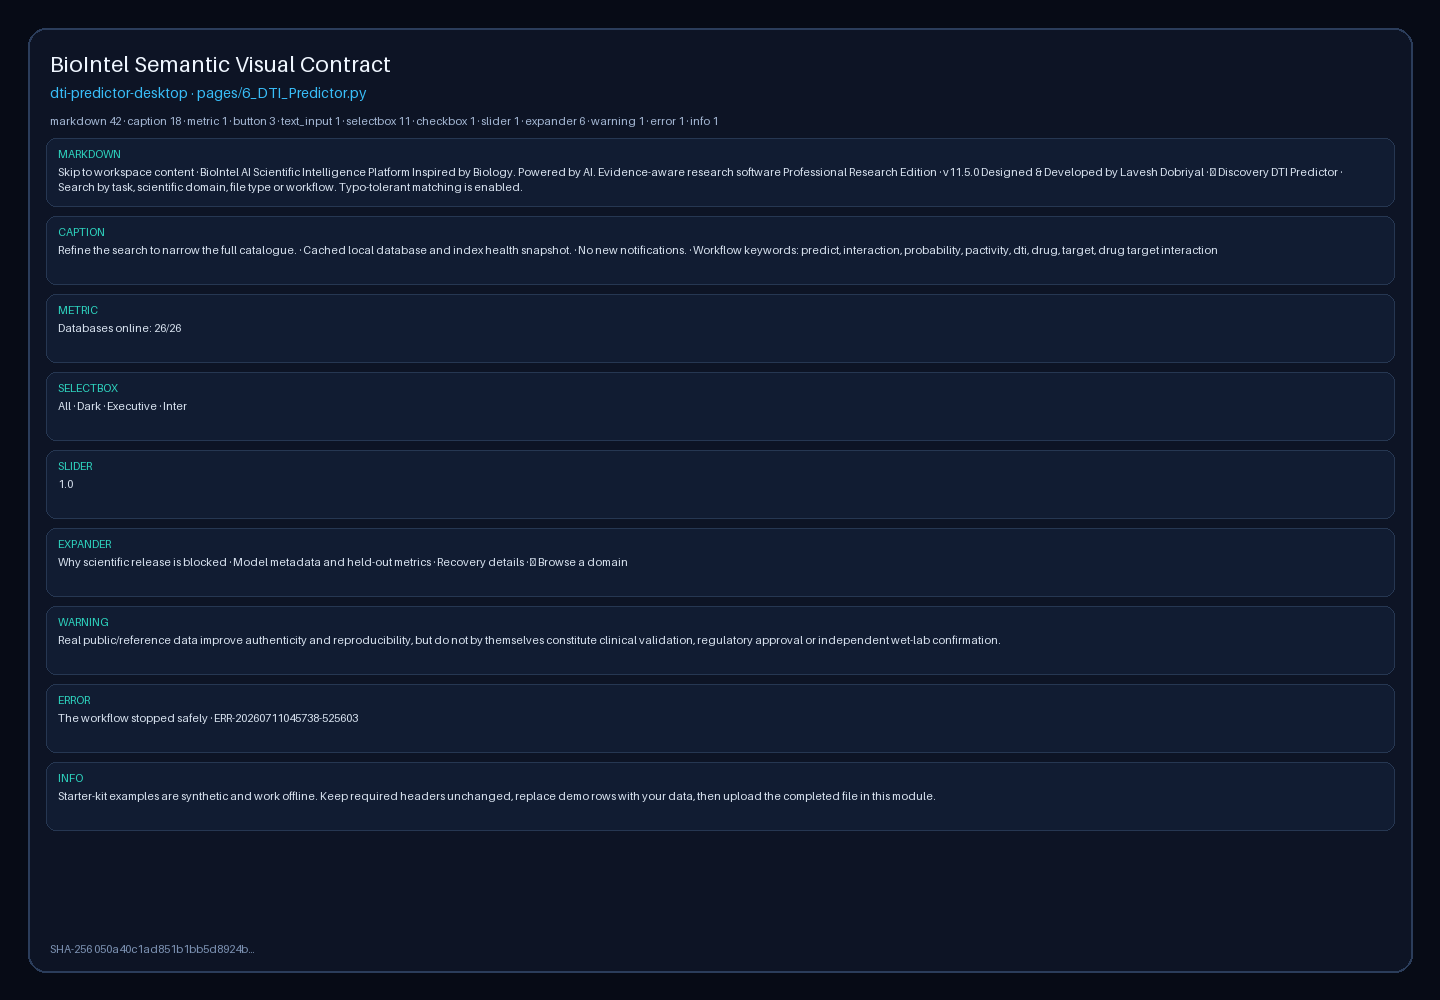 BioIntel Semantic Visual Contract
dti-predictor-desktop · pages/6_DTI_Predictor.py
markdown 42 · caption 18 · metric 1 · button 3 · text_input 1 · selectbox 11 · checkbox 1 · slider 1 · expander 6 · warning 1 · error 1 · info 1
MARKDOWN
Skip to workspace content · BioIntel AI Scientific Intelligence Platform Inspired by Biology. Powered by AI. Evidence-aware research software Professional Research Edition · v11.5.0 Designed & Developed by Lavesh Dobriyal · Discovery DTI Predictor ·
Search by task, scientific domain, file type or workflow. Typo-tolerant matching is enabled.
CAPTION
Refine the search to narrow the full catalogue. · Cached local database and index health snapshot. · No new notifications. · Workflow keywords: predict, interaction, probability, pactivity, dti, drug, target, drug target interaction
METRIC
Databases online: 26/26
SELECTBOX
All · Dark · Executive · Inter
SLIDER
1.0
EXPANDER
Why scientific release is blocked · Model metadata and held-out metrics · Recovery details · Browse a domain
WARNING
Real public/reference data improve authenticity and reproducibility, but do not by themselves constitute clinical validation, regulatory approval or independent wet-lab confirmation.
ERROR
The workflow stopped safely · ERR-20260711045738-525603
INFO
Starter-kit examples are synthetic and work offline. Keep required headers unchanged, replace demo rows with your data, then upload the completed file in this module.
SHA-256 050a40c1ad851b1bb5d8924b…